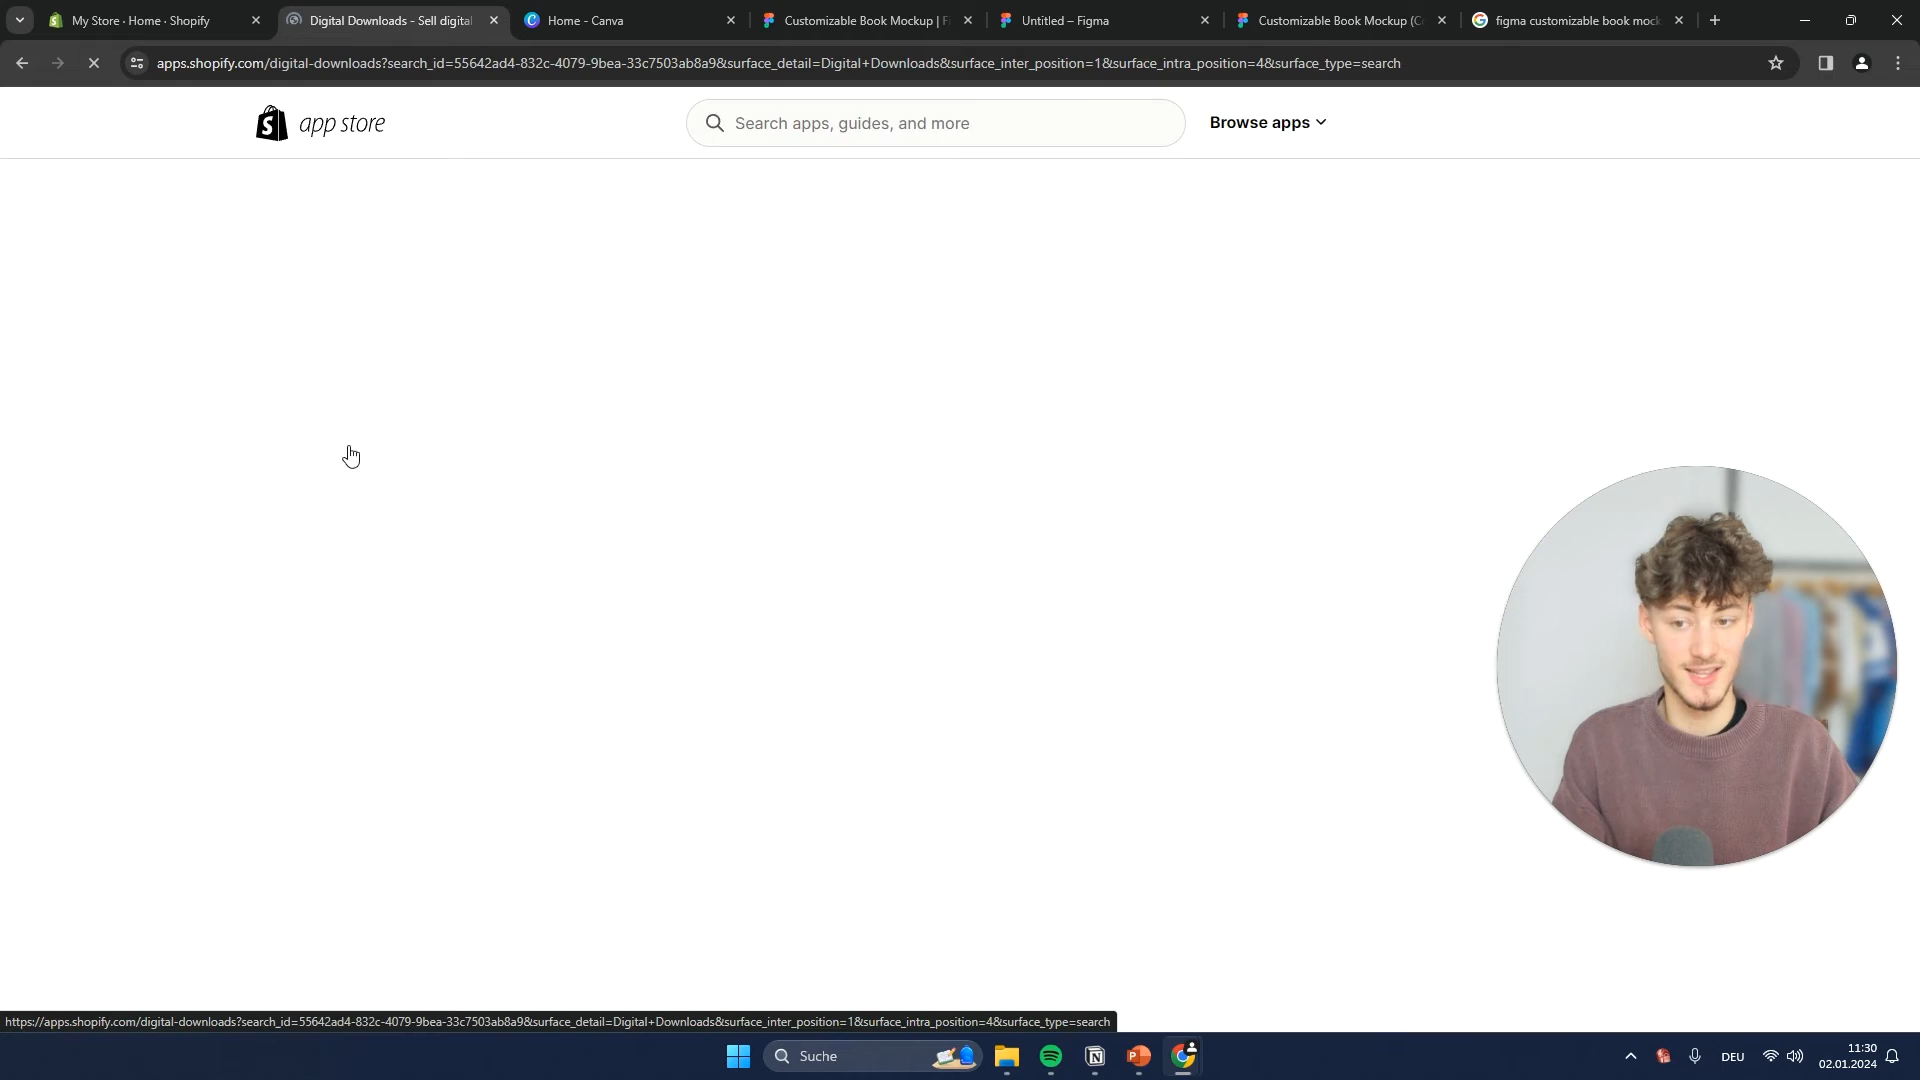 My Store · Home · Shopify
Digital Downloads - Sell digital
Home - Canva
Customizable Book Mockup | Fi
Untitled – Figma
Customizable Book Mockup (Co
figma customizable book mock
apps.shopify.com/digital-downloads?search_id=55642ad4-832c-4079-9bea-33c7503ab8a9&surface_detail=Digital+Downloads&surface_inter_position=1&surface_intra_position=4&surface_type=search
app store
Search apps, guides, and more
Browse apps
https://apps.shopify.com/digital-downloads?search_id=55642ad4-832c-4079-9bea-33c7503ab8a9&surface_detail=Digital+Downloads&surface_inter_position=1&surface_intra_position=4&surface_type=search
Suche
DEU
11:30
02.01.2024